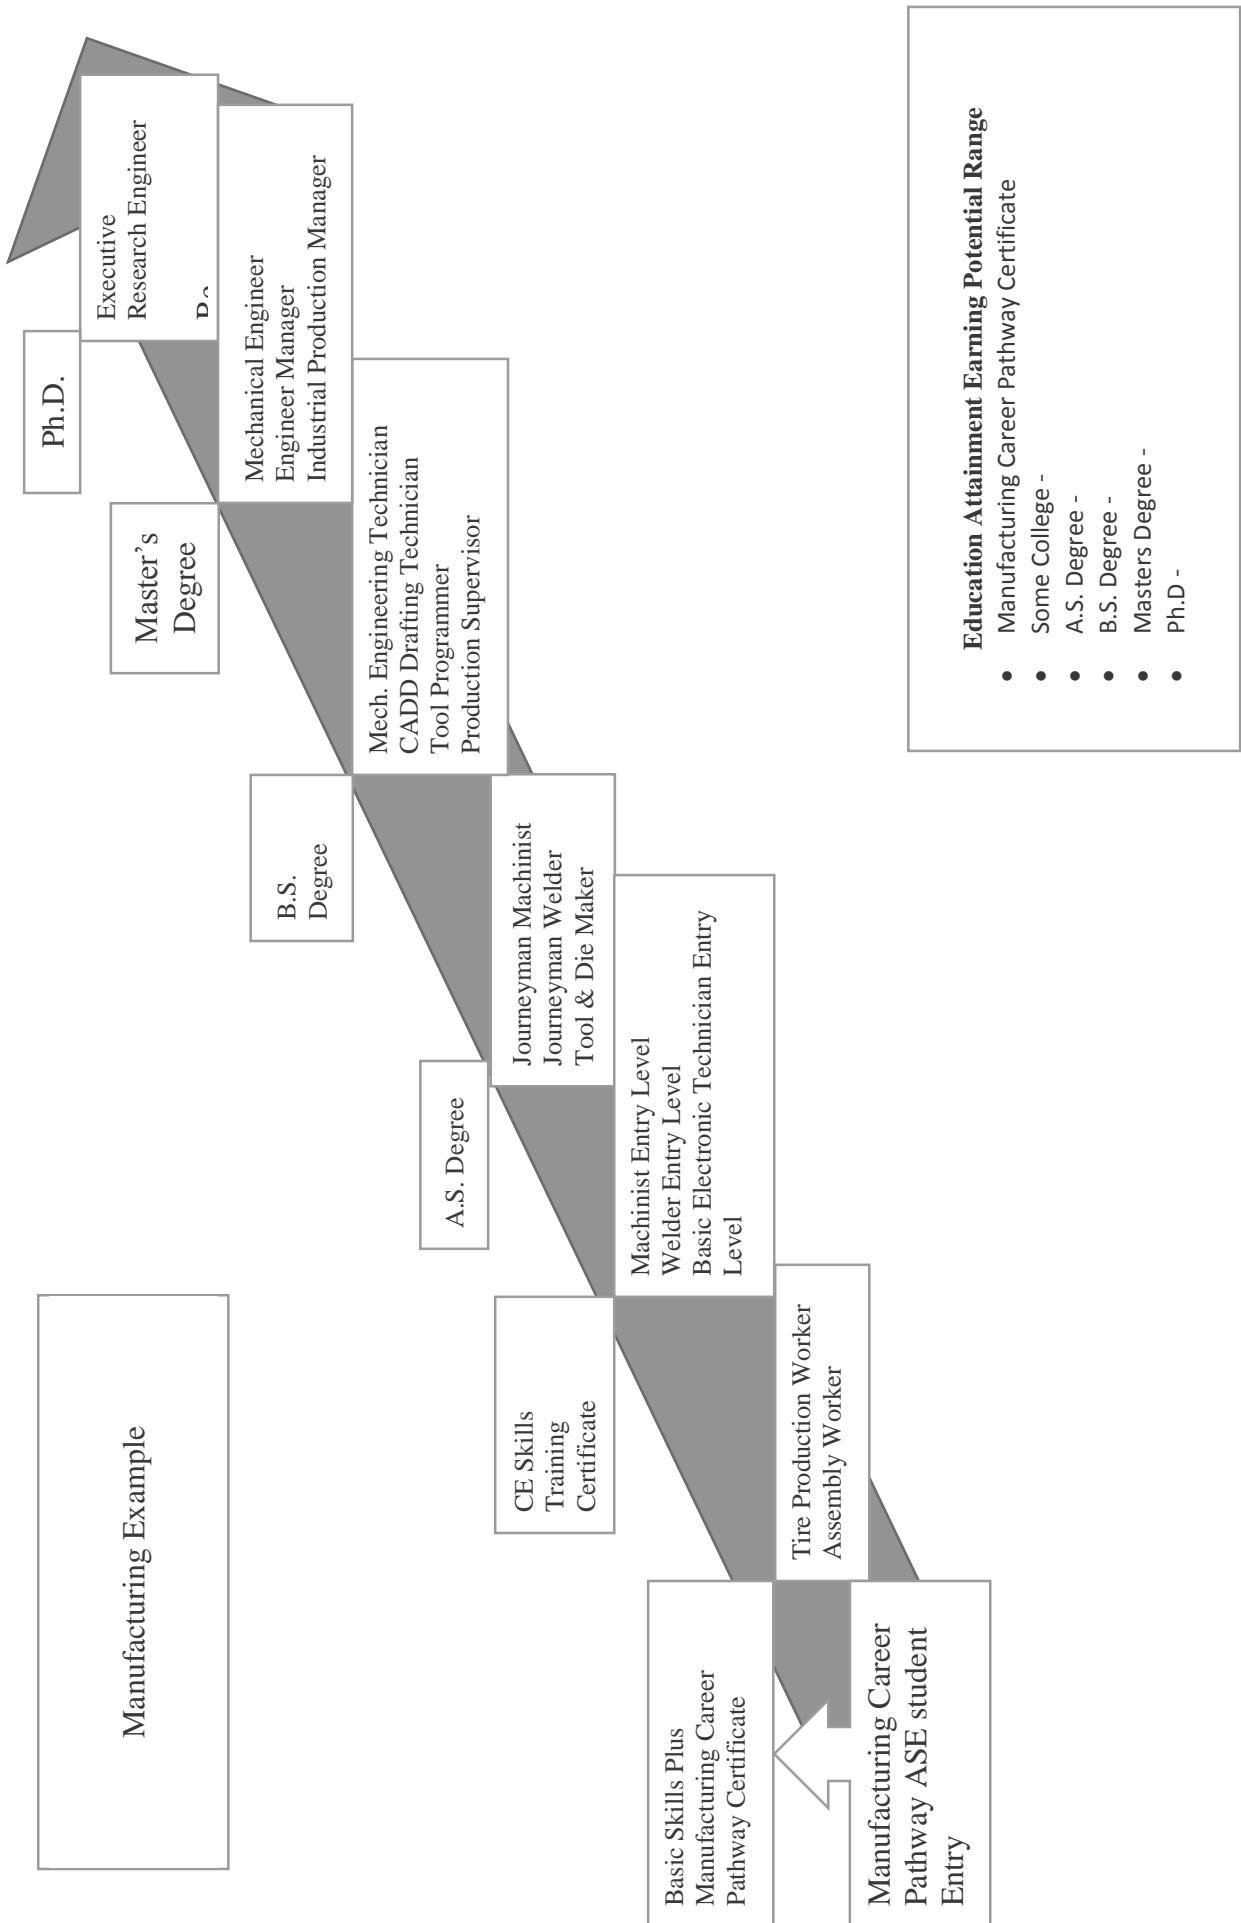 Manufacturing Example
Ph.D.
Executive
Research Engineer
Master’s
Degree
Mechanical Engineer
Engineer Manager
Industrial Production Manager
B.S.
Degree
Mech. Engineering Technician
CADD Drafting Technician
Tool Programmer
Production Supervisor
A.S. Degree
Journeyman Machinist
Journeyman Welder
Tool & Die Maker
CE Skills
Training
Certificate
Machinist Entry Level
Welder Entry Level
Basic Electronic Technician Entry
Level
Basic Skills Plus
Manufacturing Career
Pathway Certificate
Tire Production Worker
Assembly Worker
Manufacturing Career
Pathway ASE student
Entry
Education Attainment Earning Potential Range
• Manufacturing Career Pathway Certificate
• Some College -
• A.S. Degree -
• B.S. Degree -
• Masters Degree -
• Ph.D -